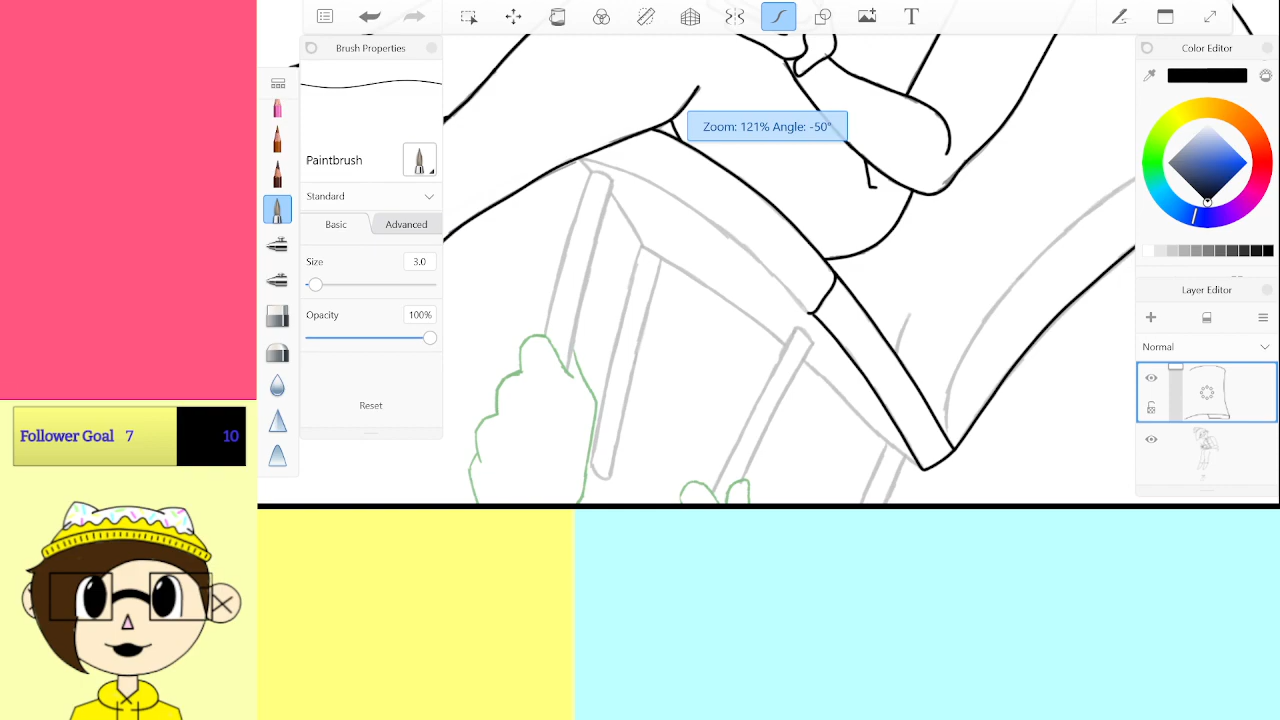 Brush Properties
Color Editor
Zoom: 121% Angle: -50°
Paintbrush
Standard
Basic
Advanced
Size
3.0
Opacity
100%
Reset
Layer Editor
Normal
Follower Goal 7
10
T